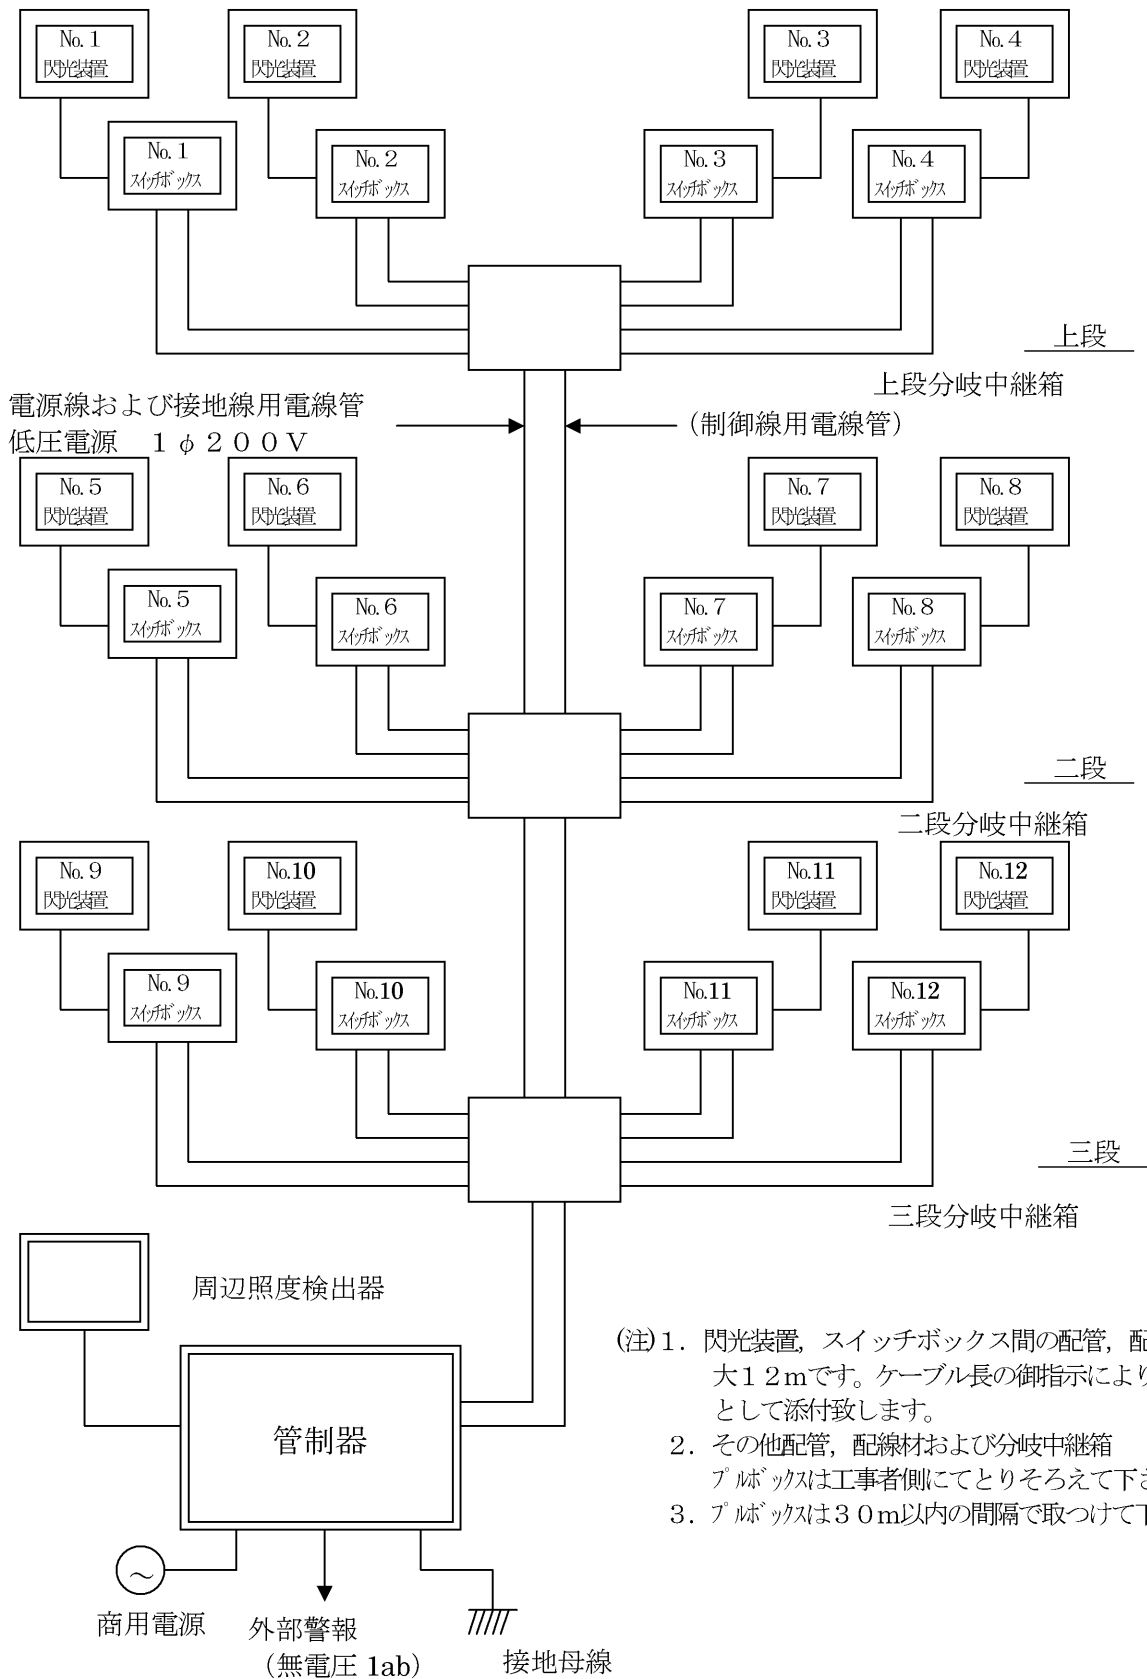 No. 1
閃光装置
No. 2
閃光装置
No. 3
閃光装置
No. 4
閃光装置
No. 1
スイッチボックス
No. 2
スイッチボックス
No. 3
スイッチボックス
No. 4
スイッチボックス
上段
上段分岐中継箱
電源線および接地線用電線管
低圧電源 1φ200V
(制御線用電線管)
No. 5
閃光装置
No. 6
閃光装置
No. 7
閃光装置
No. 8
閃光装置
No. 5
スイッチボックス
No. 6
スイッチボックス
No. 7
スイッチボックス
No. 8
スイッチボックス
二段
二段分岐中継箱
No. 9
閃光装置
No.10
閃光装置
No.11
閃光装置
No.12
閃光装置
No. 9
スイッチボックス
No.10
スイッチボックス
No.11
スイッチボックス
No.12
スイッチボックス
三段
三段分岐中継箱
周辺照度検出器
管制器
(注)1.閃光装置,スイッチボックス間の配管,配
大12mです。ケーブル長の御指示により
として添付致します。
2.その他配管,配線材および分岐中継箱
プルボックスは工事者側にてとりそろえて下さ
3.プルボックスは30m以内の間隔で取つけて下
~
商用電源
外部警報
(無電圧 1ab)
接地母線